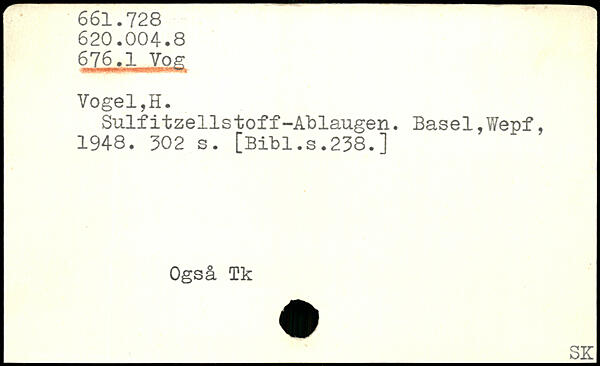 661.728
620.004.8
676.1 Vog
Vogel,H.
Sulfitzellstoff-Ablaugen. Basel,Wepf,
1948. 302 s. [Bibl.s.238.]
Også Tk
SK